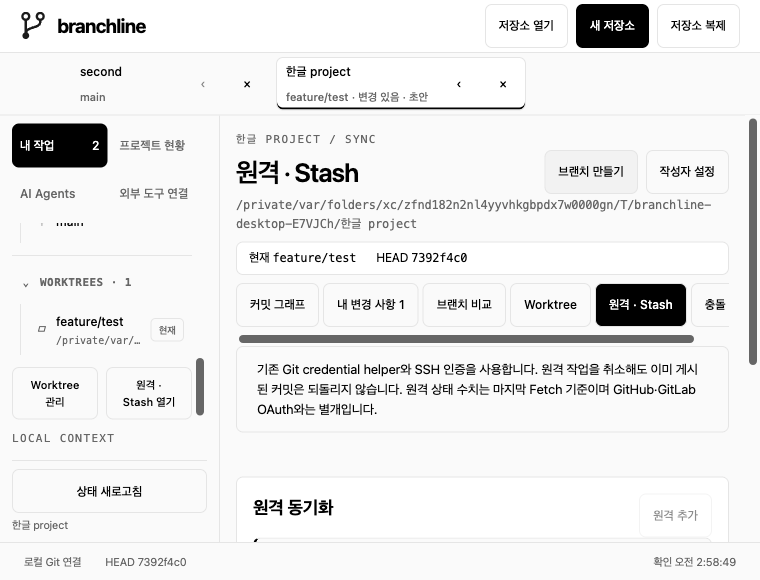 branchline
저장소 열기
새 저장소
저장소 복제
second
main
‹
×
한글 project
feature/test · 변경 있음 · 초안
‹
×
내 작업 2
프로젝트 현황
AI Agents
외부 도구 연결
main
WORKTREES · 1
feature/test
/private/var/…
현재
Worktree
관리
원격 ·
Stash 열기
LOCAL CONTEXT
상태 새로고침
한글 project
한글 PROJECT / SYNC
원격 · Stash
브랜치 만들기
작성자 설정
/private/var/folders/xc/zfnd182n2nl4yyvhkgbpdx7w0000gn/T/branchline-
desktop-E7VJCh/한글 project
현재 feature/test HEAD 7392f4c0
커밋 그래프
내 변경 사항 1
브랜치 비교
Worktree
원격 · Stash
충돌
기존 Git credential helper와 SSH 인증을 사용합니다. 원격 작업을 취소해도 이미 게시
된 커밋은 되돌리지 않습니다. 원격 상태 수치는 마지막 Fetch 기준이며 GitHub·GitLab
OAuth와는 별개입니다.
원격 동기화
원격 추가
로컬 Git 연결
HEAD 7392f4c0
확인 오전 2:58:49